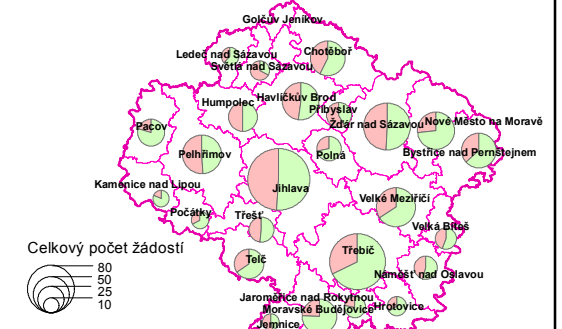 Golčův Jeníkov
Ledeč nad Sázavou
Chotěboř
Světlá nad Sázavou
Havlíčkův Brod
Humpolec
Přibyslav
Pacov
Žďár nad Sázavou
Nové Město na Moravě
Pelhřimov
Polná
Bystřice nad Pernštejnem
Kamenice nad Lipou
Jihlava
Velké Meziříčí
Počátky
Třešť
Velká Bíteš
Celkový počet žádostí
Telč
Třebíč
80
50
25
10
Náměšť nad Oslavou
Jaroměřice nad Rokytnou
Moravské Budějovice
Hrotovice
Jemnice